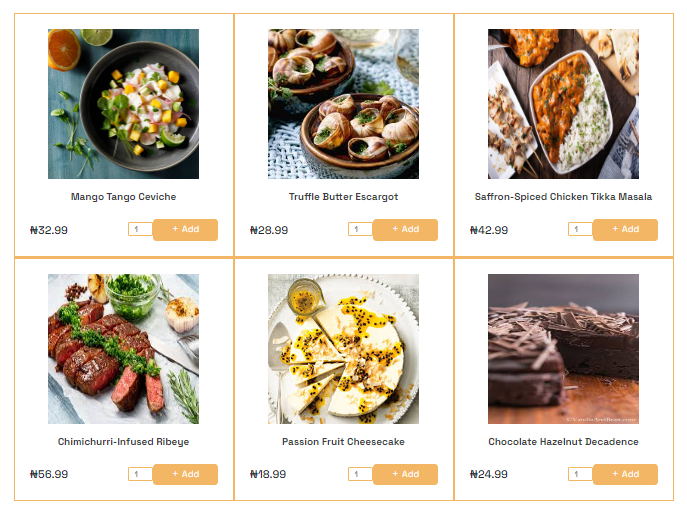 Mango Tango Ceviche
₦32.99 1 + Add
Truffle Butter Escargot
₦28.99 1 + Add
Saffron-Spiced Chicken Tikka Masala
₦42.99 1 + Add
Chimichurri-Infused Ribeye
₦56.99 1 + Add
Passion Fruit Cheesecake
₦18.99 1 + Add
Chocolate Hazelnut Decadence
₦24.99 1 + Add